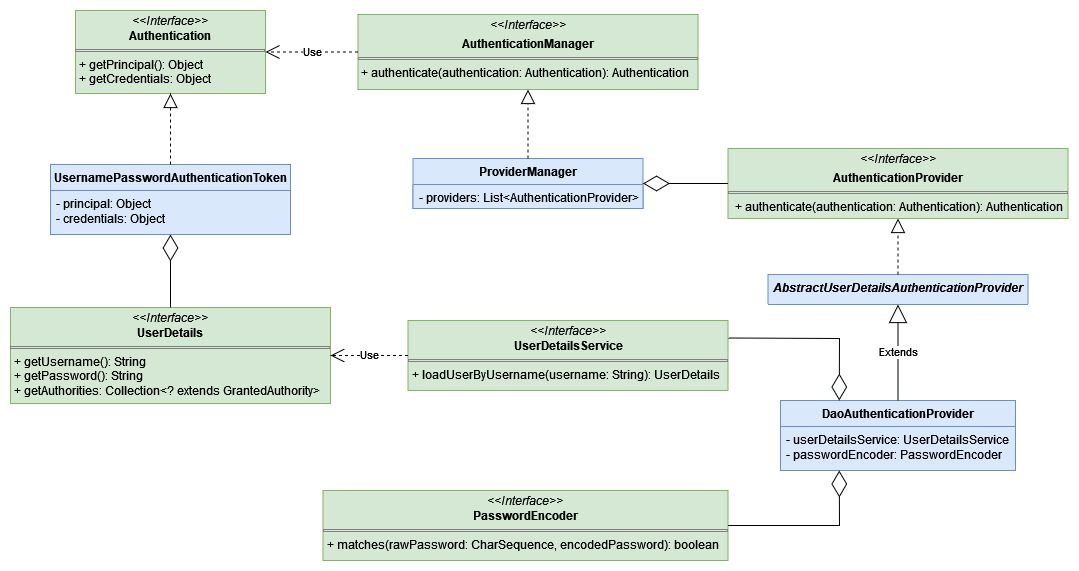 <<Interface>>
Authentication
+ getPrincipal(): Object
+ getCredentials: Object
Use
<<Interface>>
AuthenticationManager
+ authenticate(authentication: Authentication): Authentication
UsernamePasswordAuthenticationToken
- principal: Object
- credentials: Object
ProviderManager
- providers: List<AuthenticationProvider>
<<Interface>>
AuthenticationProvider
+ authenticate(authentication: Authentication): Authentication
AbstractUserDetailsAuthenticationProvider
<<Interface>>
UserDetails
+ getUsername(): String
+ getPassword(): String
+ getAuthorities: Collection<? extends GrantedAuthority>
Use
<<Interface>>
UserDetailsService
+ loadUserByUsername(username: String): UserDetails
Extends
DaoAuthenticationProvider
- userDetailsService: UserDetailsService
- passwordEncoder: PasswordEncoder
<<Interface>>
PasswordEncoder
+ matches(rawPassword: CharSequence, encodedPassword): boolean